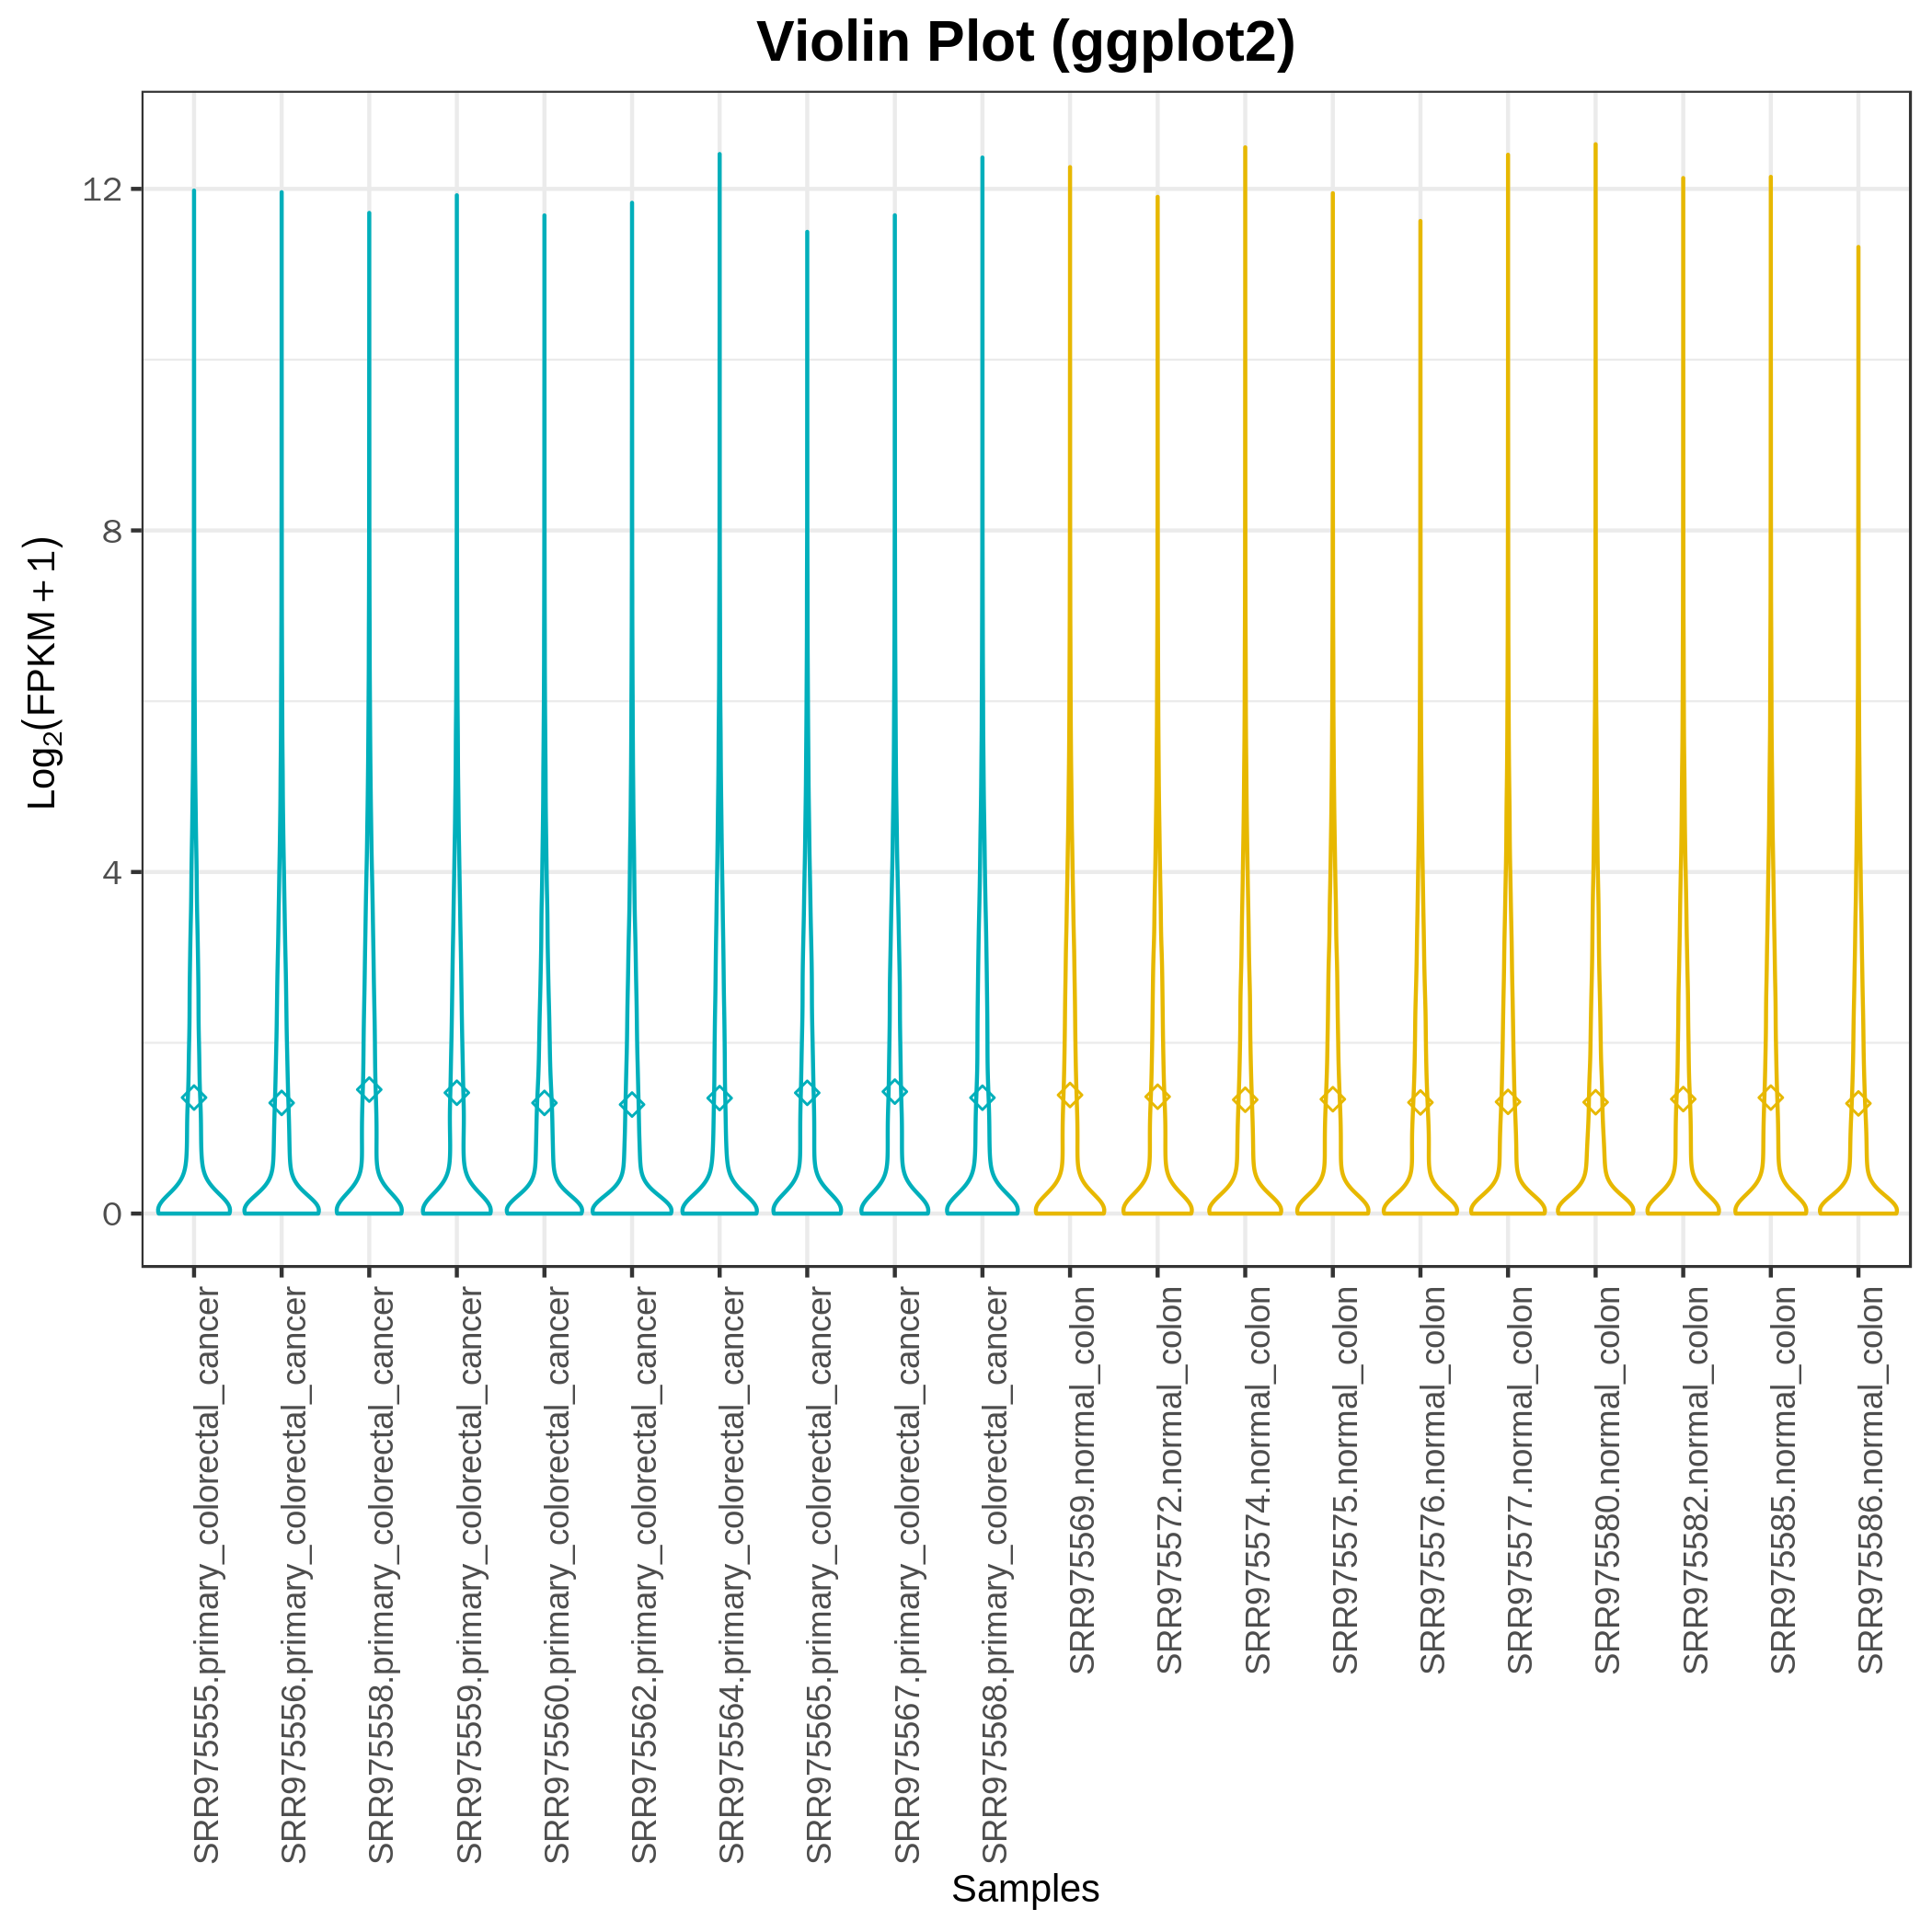 Violin Plot (ggplot2)
Log₂(FPKM + 1)
12
8
4
0
SRR975555.primary_colorectal_cancer
SRR975556.primary_colorectal_cancer
SRR975558.primary_colorectal_cancer
SRR975559.primary_colorectal_cancer
SRR975560.primary_colorectal_cancer
SRR975562.primary_colorectal_cancer
SRR975564.primary_colorectal_cancer
SRR975565.primary_colorectal_cancer
SRR975567.primary_colorectal_cancer
SRR975568.primary_colorectal_cancer
SRR975569.normal_colon
SRR975572.normal_colon
SRR975574.normal_colon
SRR975575.normal_colon
SRR975576.normal_colon
SRR975577.normal_colon
SRR975580.normal_colon
SRR975582.normal_colon
SRR975585.normal_colon
SRR975586.normal_colon
Samples